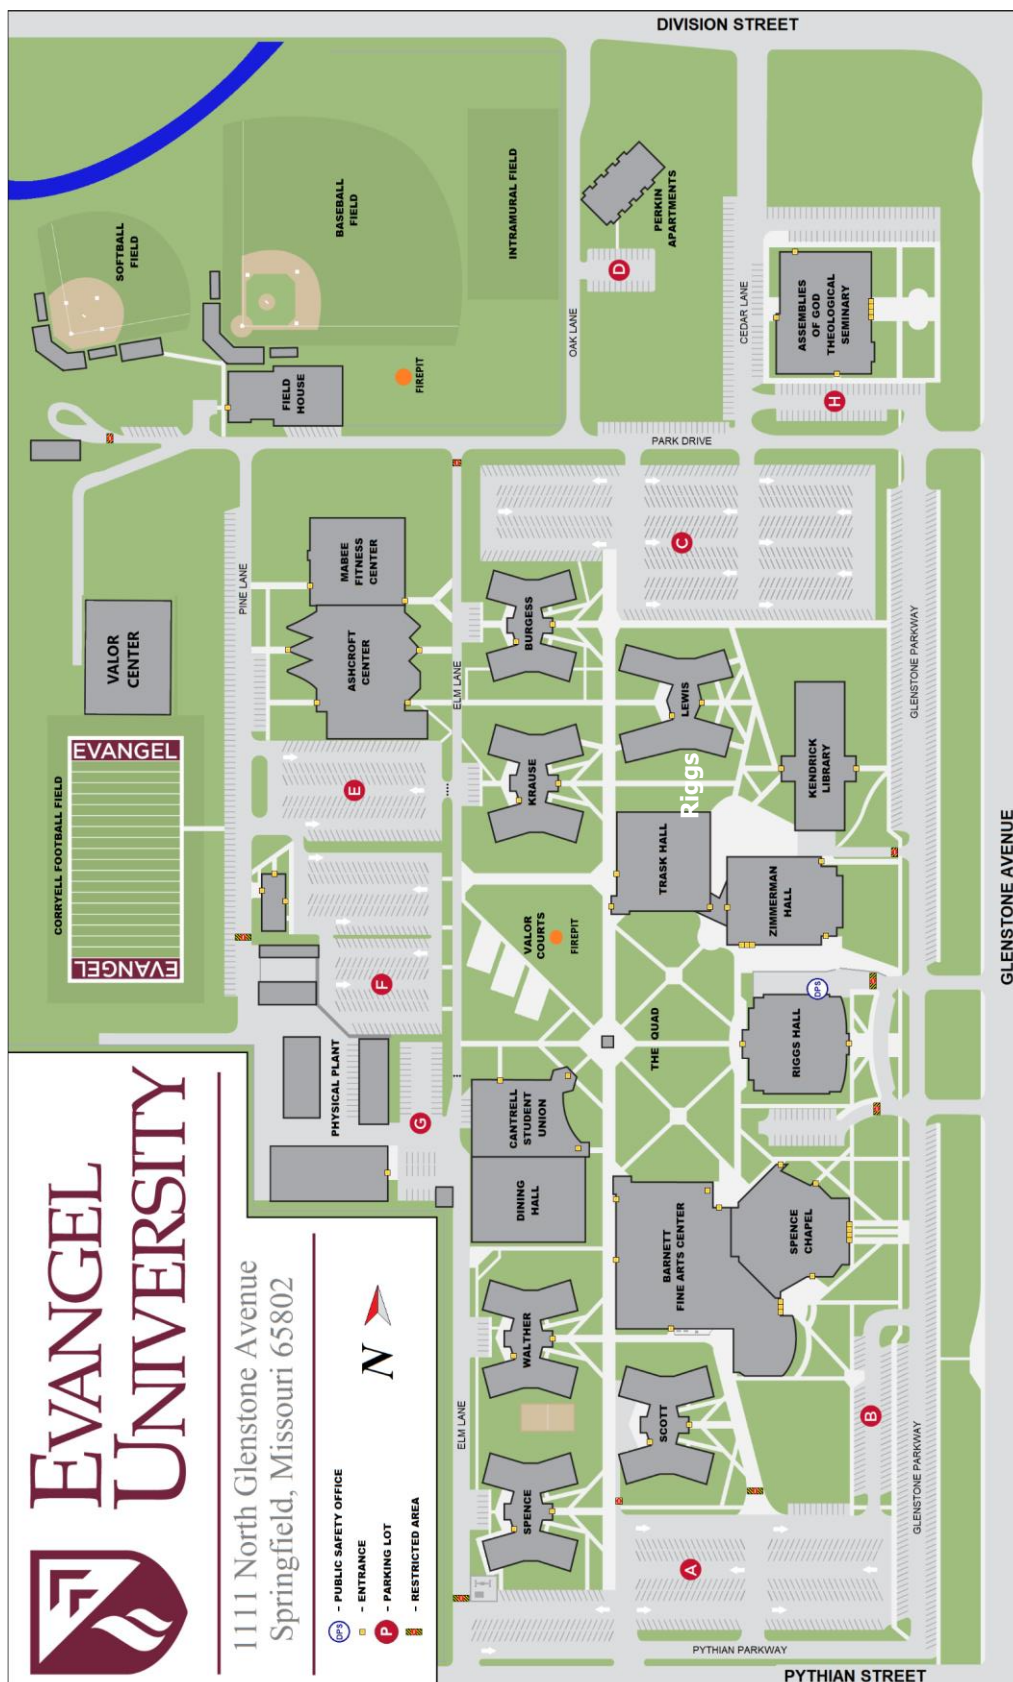 EVANGEL
UNIVERSITY
1111 North Glenstone Avenue
Springfield, Missouri 65802
DPS – PUBLIC SAFETY OFFICE
– ENTRANCE
P – PARKING LOT
– RESTRICTED AREA
N
DIVISION STREET
SOFTBALL
FIELD
BASEBALL
FIELD
INTRAMURAL FIELD
PERKIN
APARTMENTS
D
OAK LANE
CEDAR LANE
ASSEMBLIES
OF GOD
THEOLOGICAL
SEMINARY
H
FIELD
HOUSE
FIREPIT
PARK DRIVE
PINE LANE
MABEE
FITNESS
CENTER
ASHCROFT
CENTER
VALOR
CENTER
CORRYELL FOOTBALL FIELD
EVANGEL
EVANGEL
ELM LANE
BURGESS
C
LEWIS
KRAUSE
Riggs
KENDRICK
LIBRARY
GLENSTONE PARKWAY
GLENSTONE AVENUE
E
F
TRASK HALL
ZIMMERMAN
HALL
VALOR
COURTS
FIREPIT
THE QUAD
DPS
RIGGS HALL
PHYSICAL PLANT
G
CANTRELL
STUDENT
UNION
DINING
HALL
BARNETT
FINE ARTS CENTER
SPENCE
CHAPEL
WALTHER
SCOTT
SPENCE
ELM LANE
B
A
GLENSTONE PARKWAY
PYTHIAN PARKWAY
PYTHIAN STREET